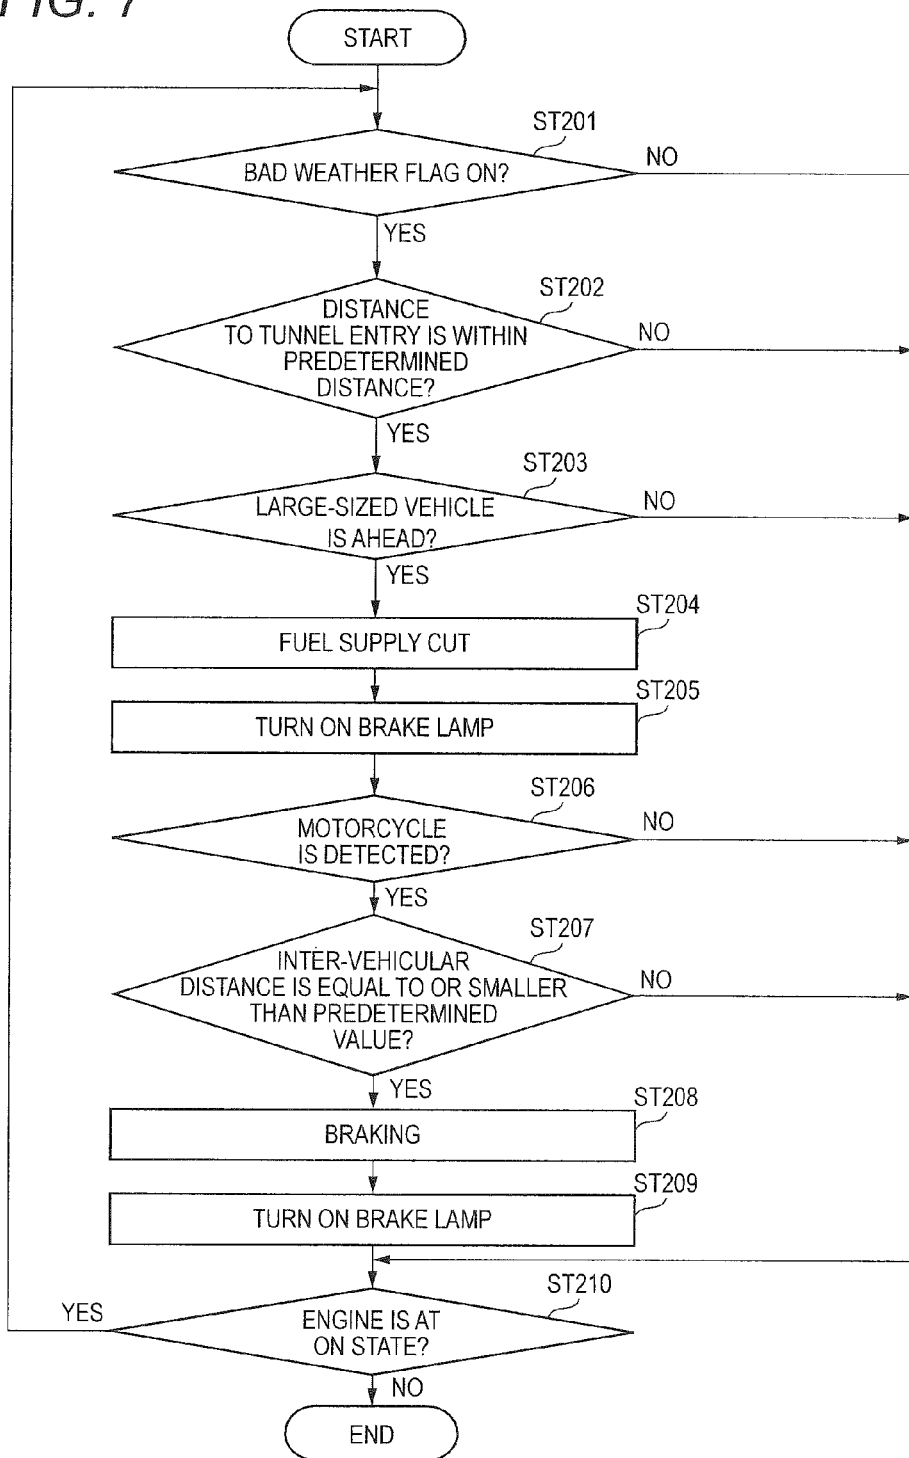 FIG. 7
START
ST201
BAD WEATHER FLAG ON?
NO
YES
ST202
DISTANCE
TO TUNNEL ENTRY IS WITHIN
PREDETERMINED
DISTANCE?
NO
YES
ST203
LARGE-SIZED VEHICLE
IS AHEAD?
NO
YES
ST204
FUEL SUPPLY CUT
ST205
TURN ON BRAKE LAMP
ST206
MOTORCYCLE
IS DETECTED?
NO
YES
ST207
INTER-VEHICULAR
DISTANCE IS EQUAL TO OR SMALLER
THAN PREDETERMINED
VALUE?
NO
YES
ST208
BRAKING
ST209
TURN ON BRAKE LAMP
ST210
ENGINE IS AT
ON STATE?
YES
NO
END